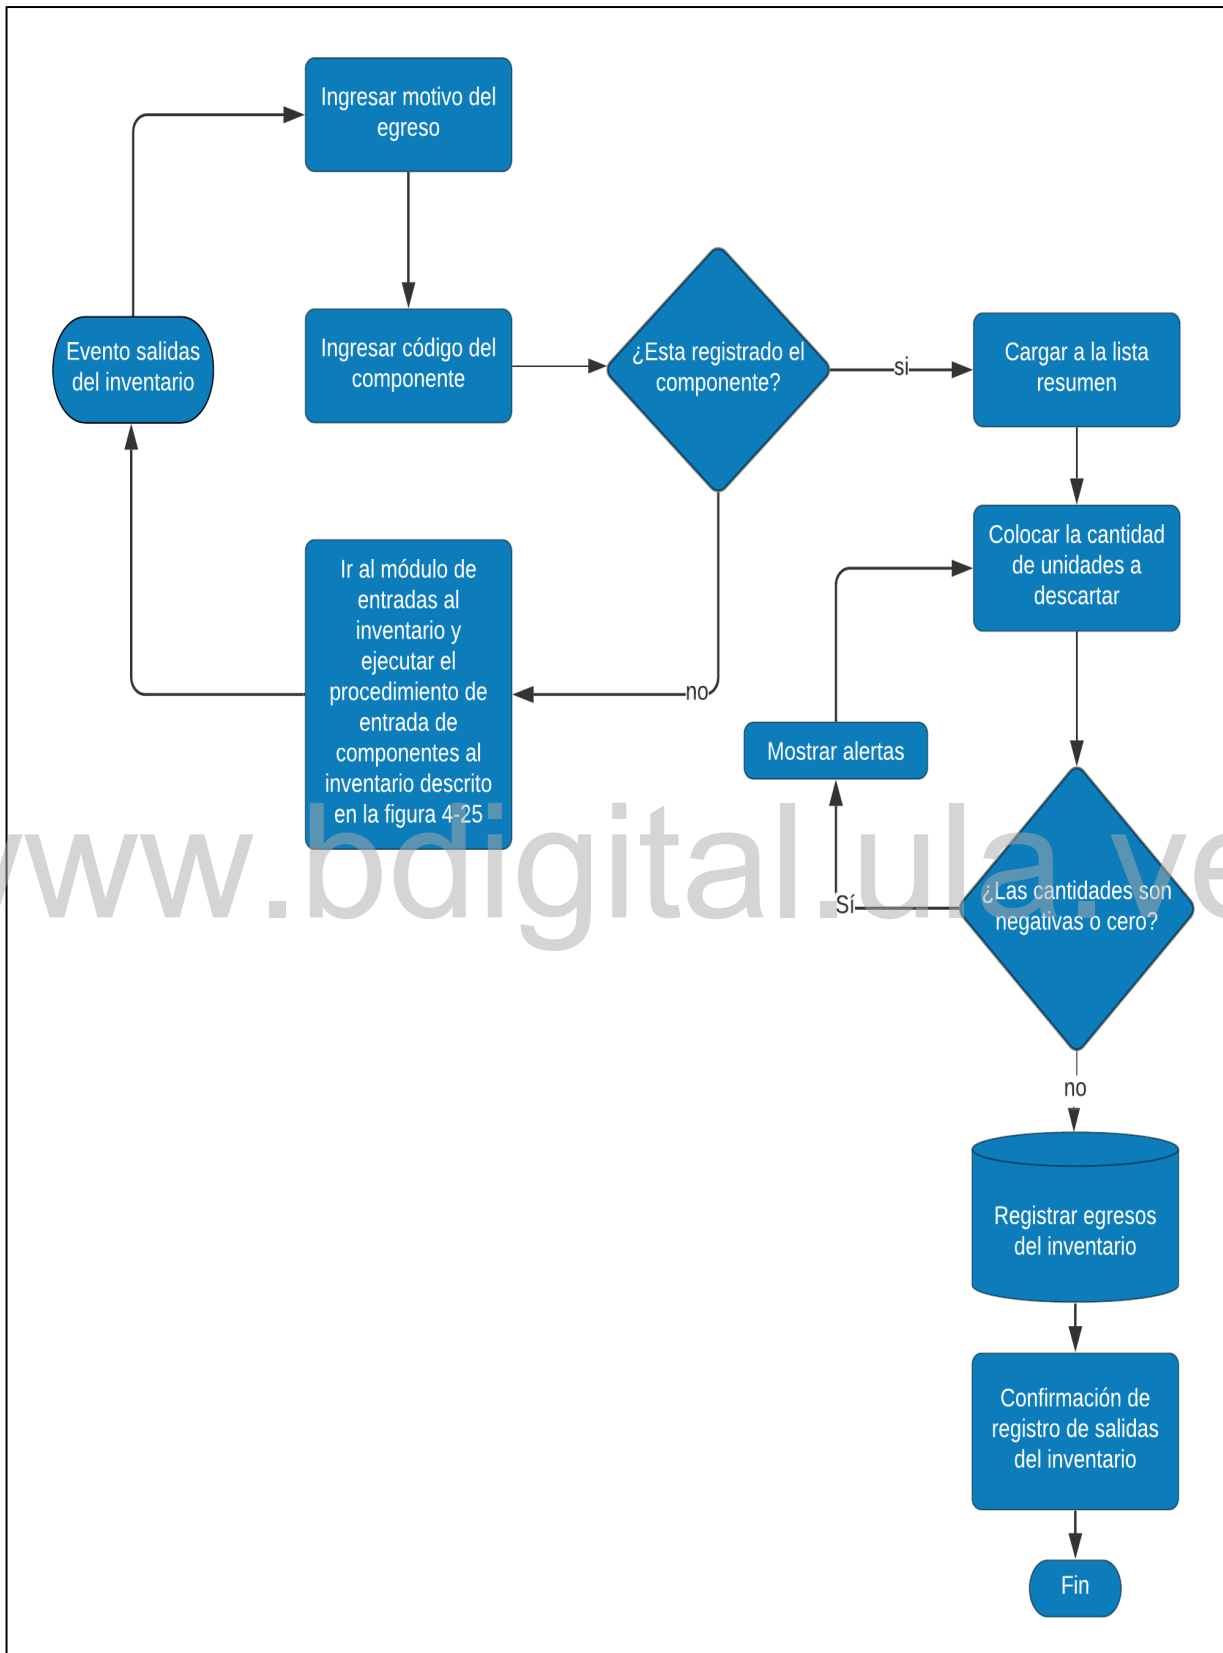 Ingresar motivo del
egreso
Evento salidas
del inventario
Ingresar código del
componente
¿Esta registrado el
componente?
si
Cargar a la lista
resumen
Colocar la cantidad
de unidades a
descartar
Ir al módulo de
entradas al
inventario y
ejecutar el
procedimiento de
entrada de
componentes al
inventario descrito
en la figura 4-25
no
Mostrar alertas
Sí
¿Las cantidades son
negativas o cero?
www.bdigital.ula.ve
no
Registrar egresos
del inventario
Confirmación de
registro de salidas
del inventario
Fin